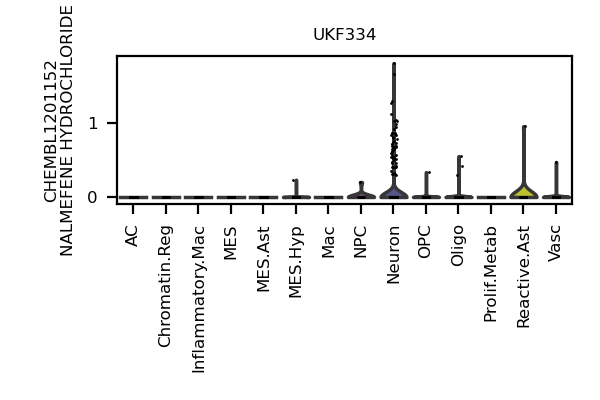 UKF334
CHEMBL1201152
NALMEFENE HYDROCHLORIDE
1
0
AC
Chromatin.Reg
Inflammatory.Mac
MES
MES.Ast
MES.Hyp
Mac
NPC
Neuron
OPC
Oligo
Prolif.Metab
Reactive.Ast
Vasc